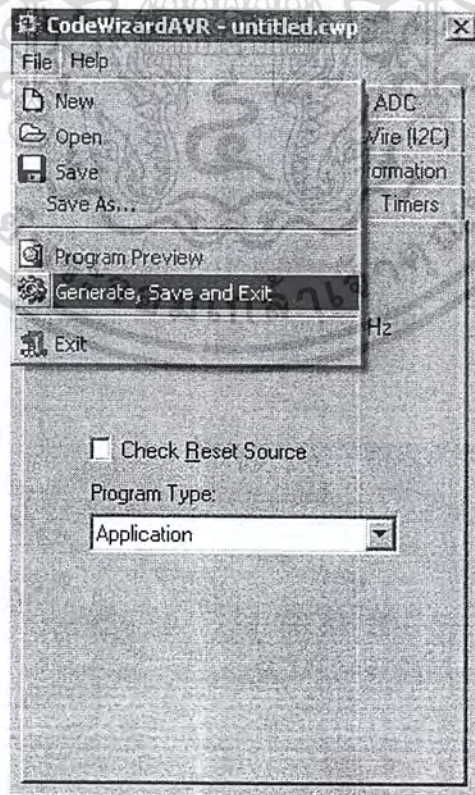 CodeWizardAVR - untitled.cwp
File Help
New
Open
Save
Save As...
Program Preview
Generate, Save and Exit
Exit
ADC
Wire (I2C)
formation
Timers
Hz
Check Reset Source
Program Type:
Application